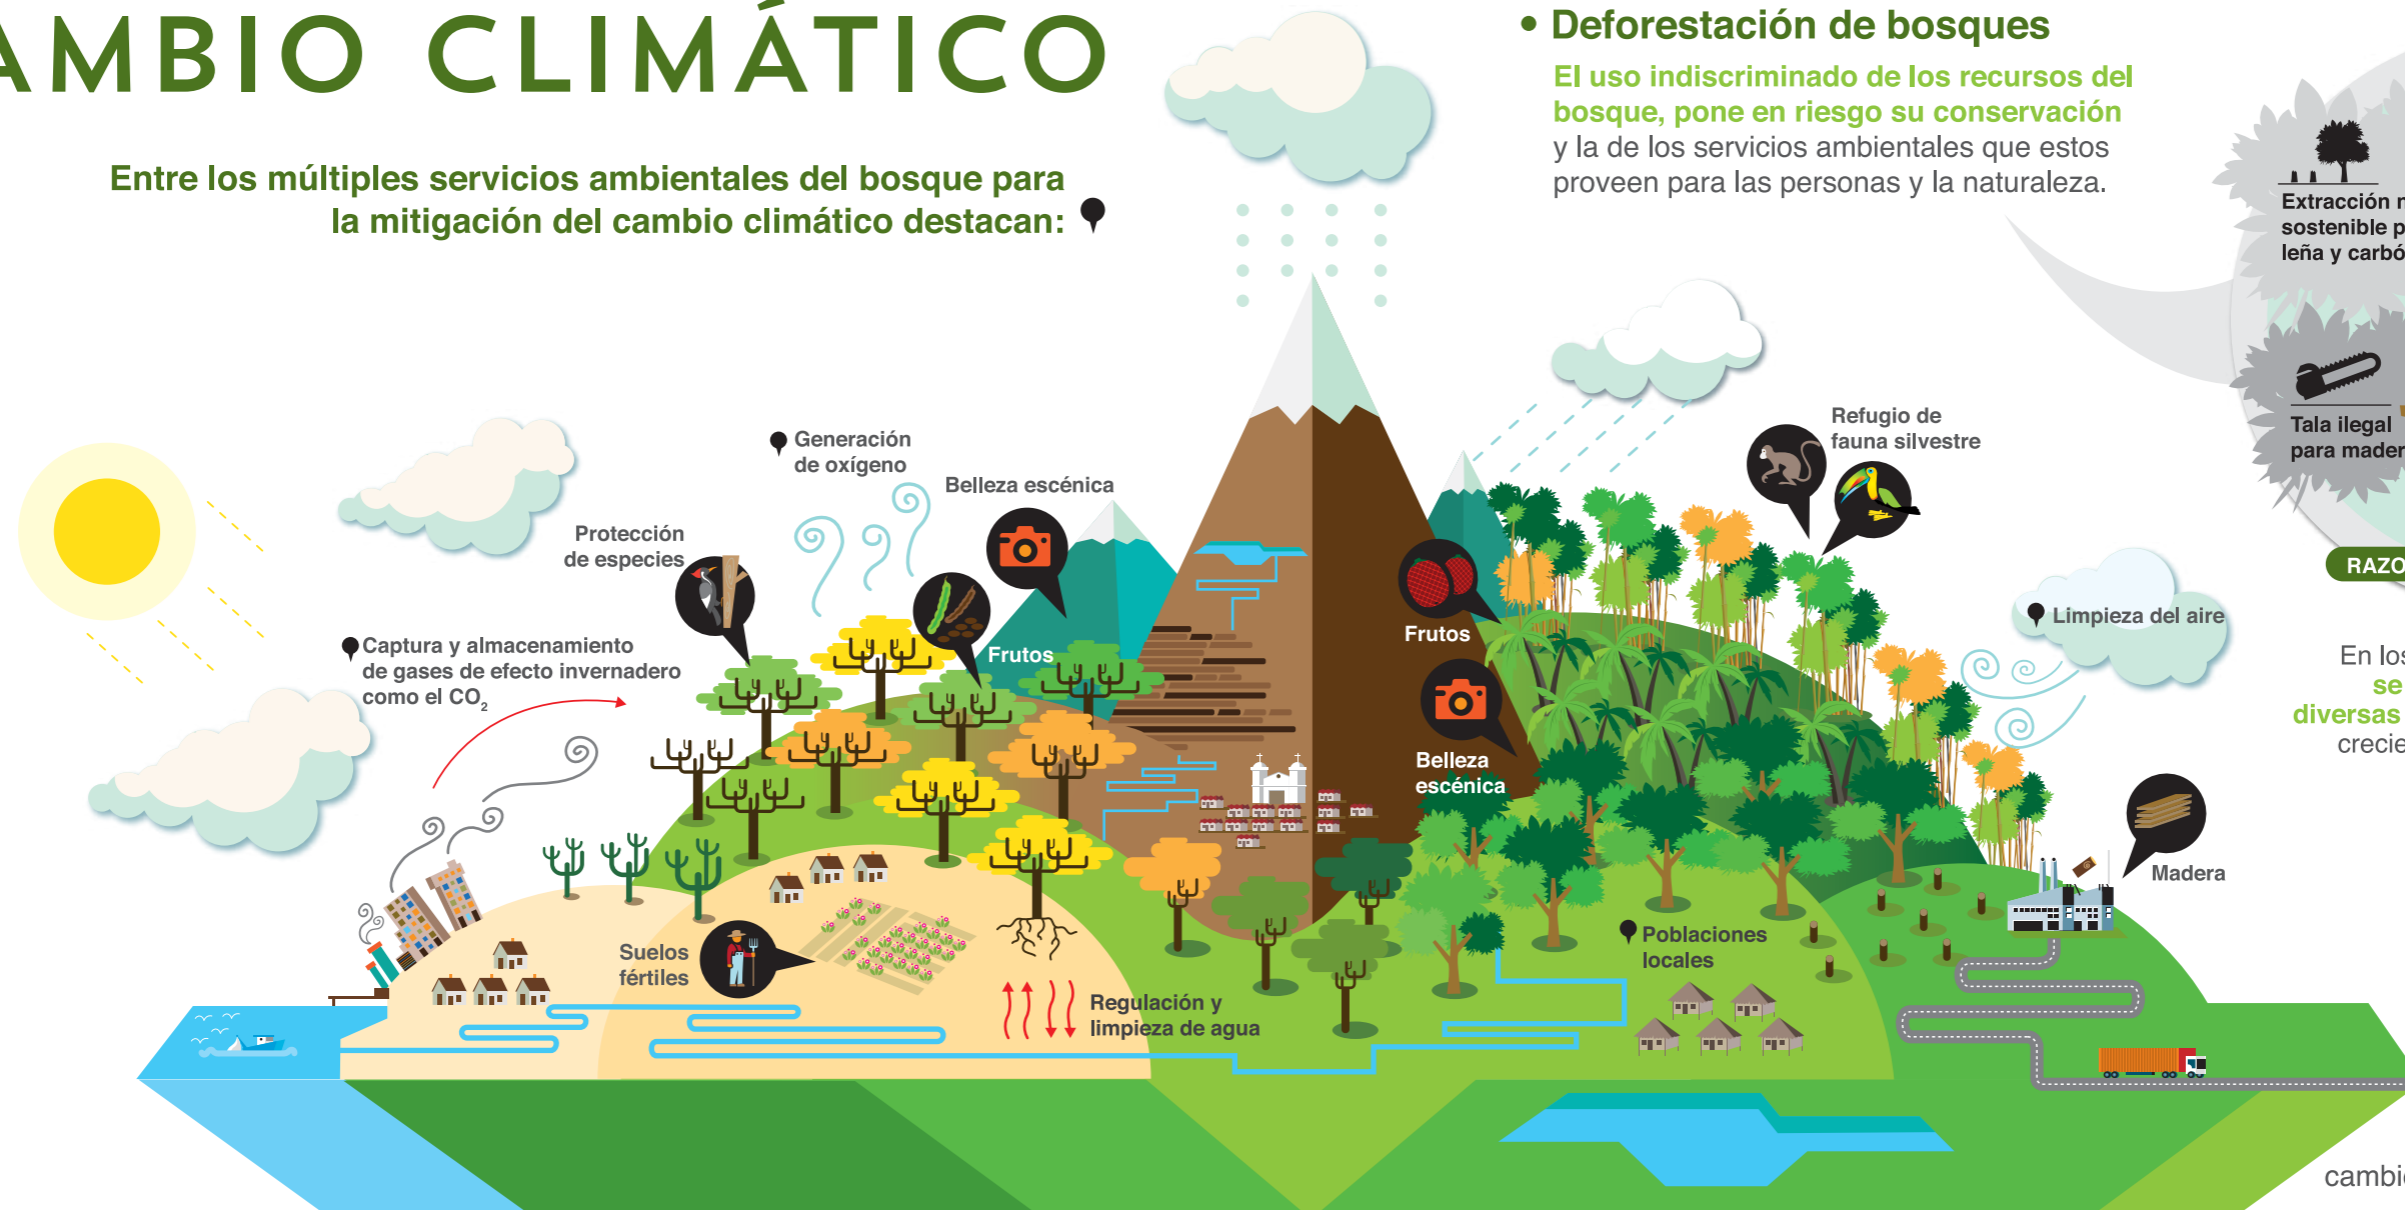 AMBIO CLIMÁTICO
Entre los múltiples servicios ambientales del bosque para
la mitigación del cambio climático destacan:
• Deforestación de bosques
El uso indiscriminado de los recursos del
bosque, pone en riesgo su conservación
y la de los servicios ambientales que estos
proveen para las personas y la naturaleza.
Extracción
sostenible
leña y
Tala ilegal
para
Generación
de oxígeno
Belleza escénica
Refugio de
fauna silvestre
Protección
de especies
Captura y almacenamiento
de gases de efecto invernadero
como el CO2
Frutos
Frutos
Belleza
escénica
Limpieza del aire
RAZO
En los
se
diversas
crecie
Madera
Suelos
fértiles
Regulación y
limpieza de agua
Poblaciones
locales
cambi